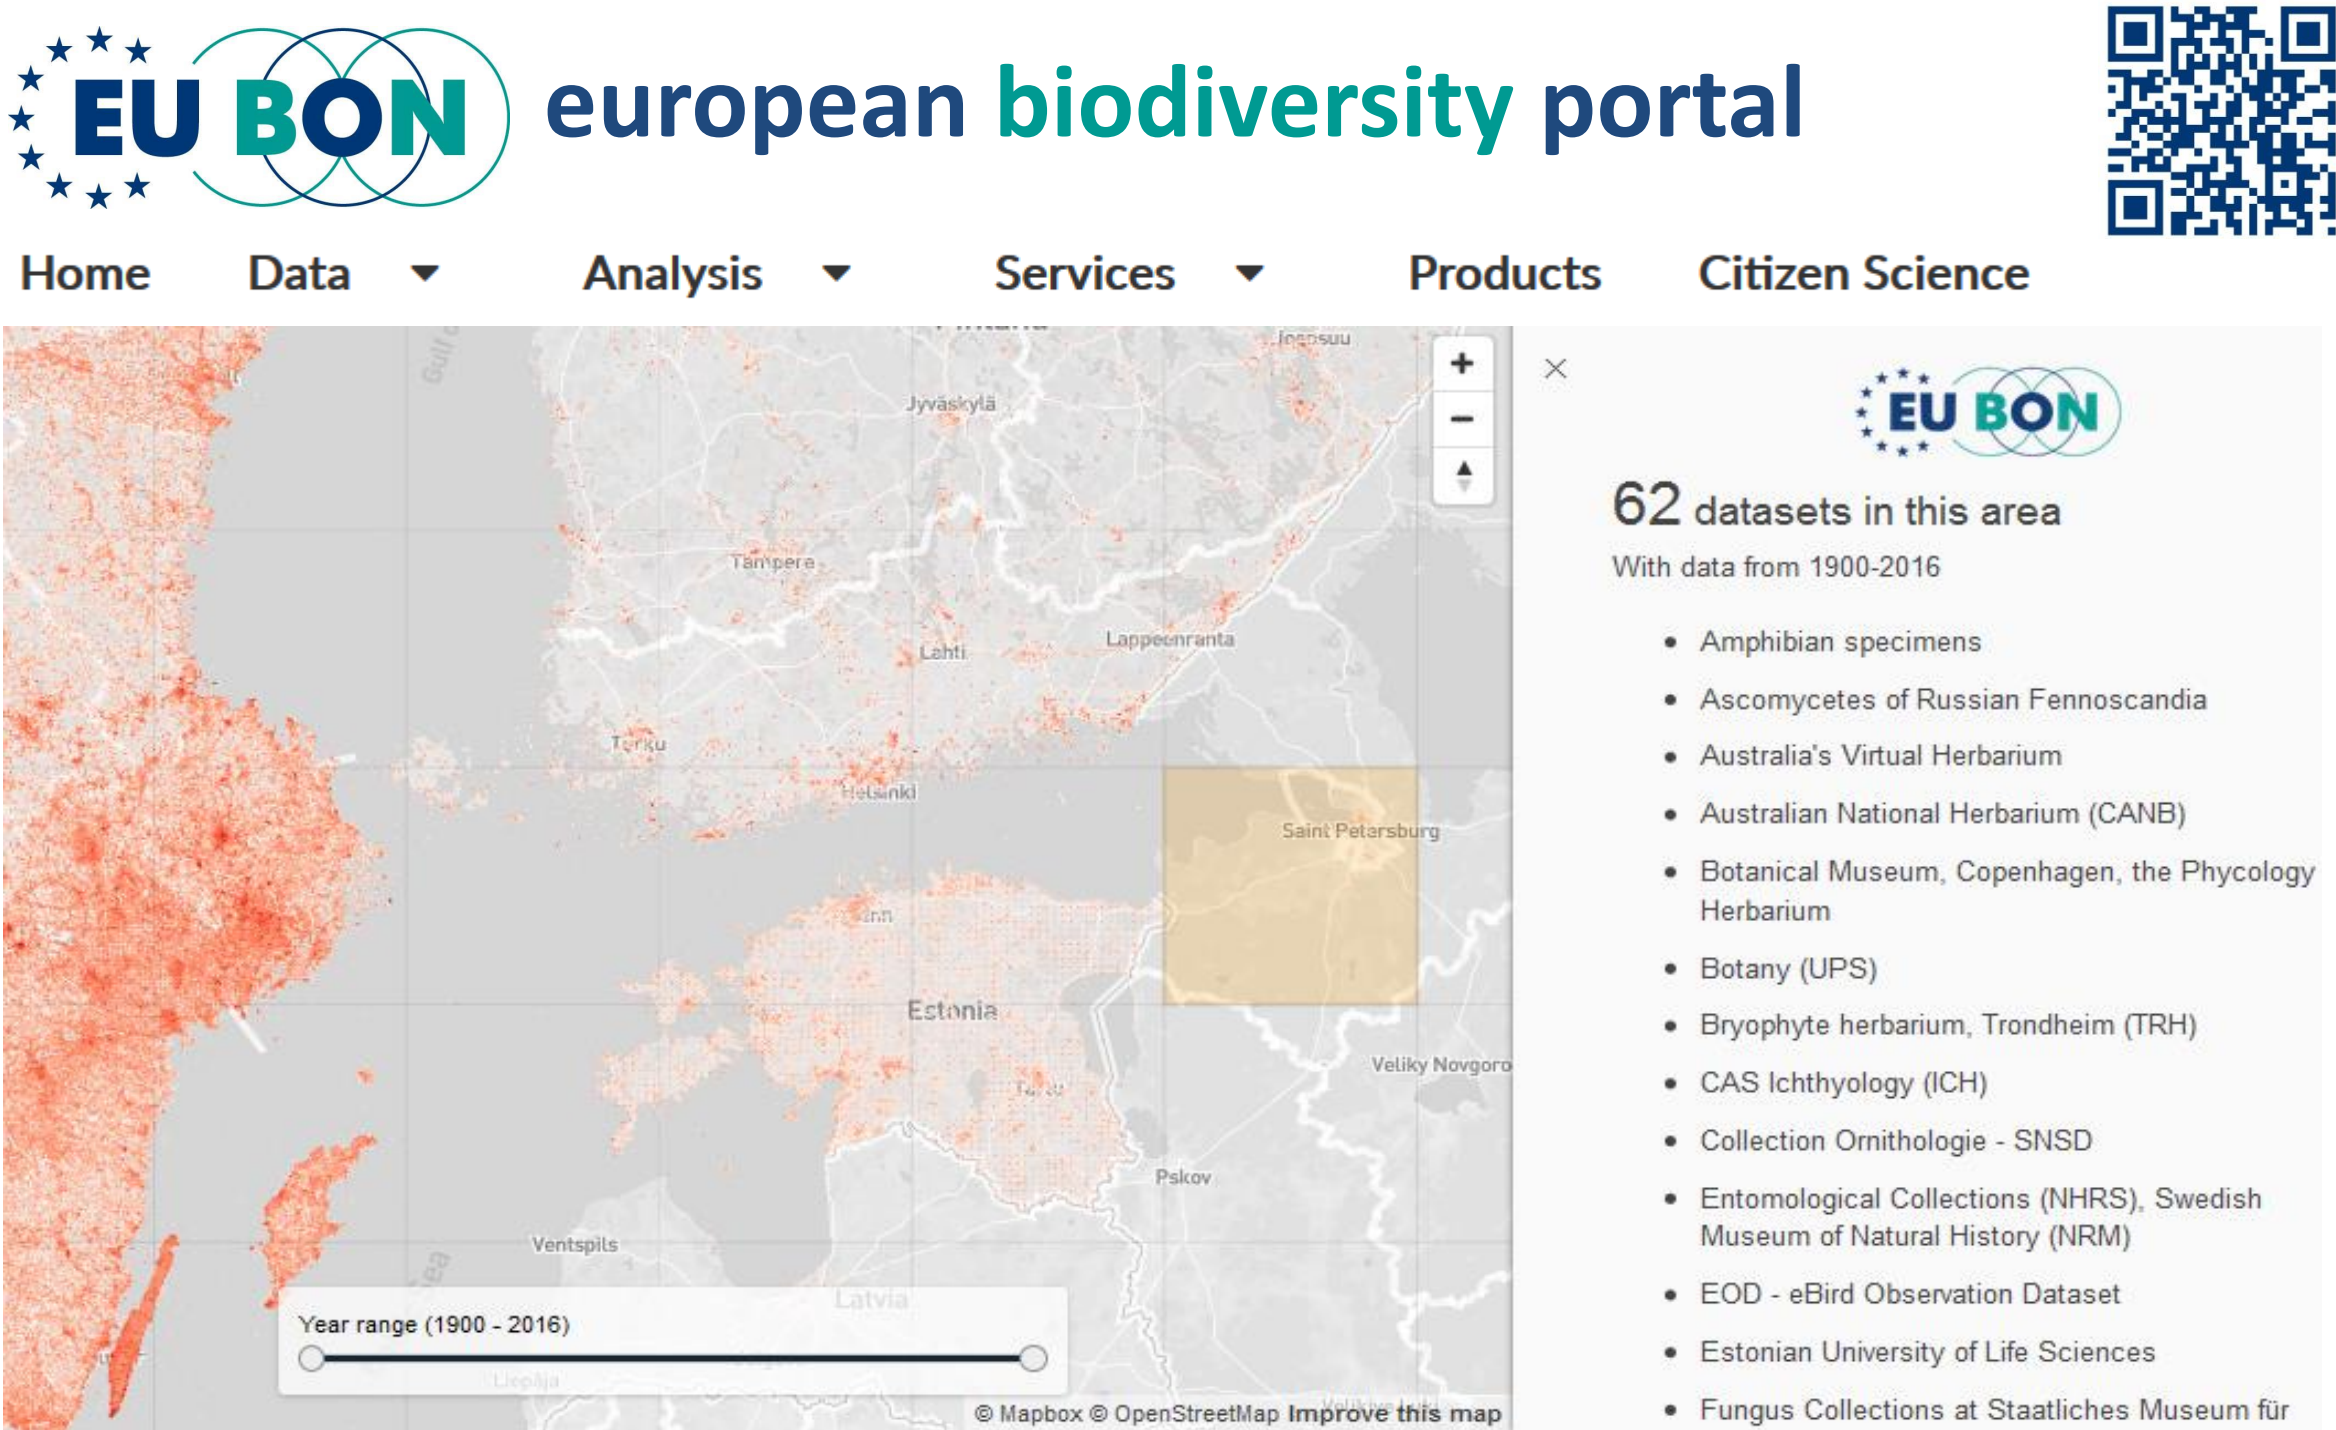 EU BON european biodiversity portal
Home Data Analysis Services Products Citizen Science
Jyväskylä
Tampere
Lappeenranta
Lahti
Turku
Helsinki
Saint Petersburg
Estonia
Tartu
Veliky Novgoro
Pskov
Ventspils
Latvia
Liepāja
Year range (1900 - 2016)
© Mapbox © OpenStreetMap Improve this map
EU BON
62 datasets in this area
With data from 1900-2016
• Amphibian specimens
• Ascomycetes of Russian Fennoscandia
• Australia's Virtual Herbarium
• Australian National Herbarium (CANB)
• Botanical Museum, Copenhagen, the Phycology
Herbarium
• Botany (UPS)
• Bryophyte herbarium, Trondheim (TRH)
• CAS Ichthyology (ICH)
• Collection Ornithologie - SNSD
• Entomological Collections (NHRS), Swedish
Museum of Natural History (NRM)
• EOD - eBird Observation Dataset
• Estonian University of Life Sciences
• Fungus Collections at Staatliches Museum für